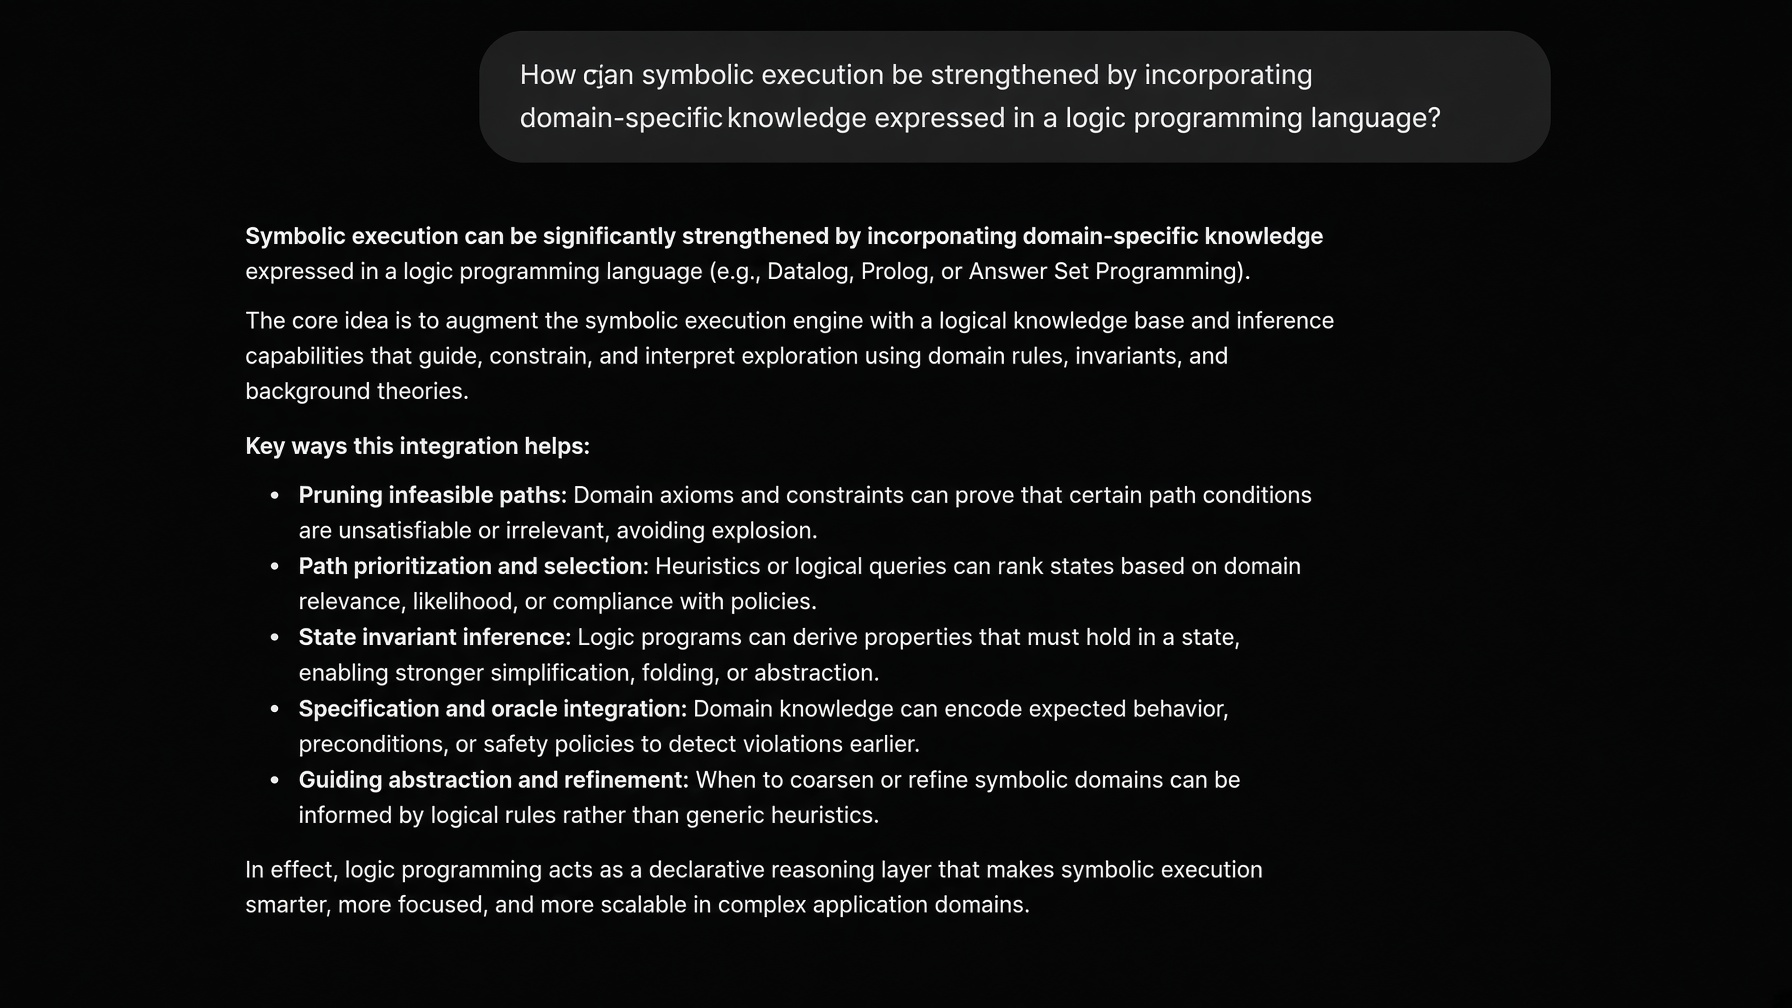 How cjan symbolic execution be strengthened by incorporating
domain-specific knowledge expressed in a logic programming language?
Symbolic execution can be significantly strengthened by incorponating domain-specific knowledge
expressed in a logic programming language (e.g., Datalog, Prolog, or Answer Set Programming).
The core idea is to augment the symbolic execution engine with a logical knowledge base and inference
capabilities that guide, constrain, and interpret exploration using domain rules, invariants, and
background theories.
Key ways this integration helps:
• Pruning infeasible paths: Domain axioms and constraints can prove that certain path conditions
are unsatisfiable or irrelevant, avoiding explosion.
• Path prioritization and selection: Heuristics or logical queries can rank states based on domain
relevance, likelihood, or compliance with policies.
• State invariant inference: Logic programs can derive properties that must hold in a state,
enabling stronger simplification, folding, or abstraction.
• Specification and oracle integration: Domain knowledge can encode expected behavior,
preconditions, or safety policies to detect violations earlier.
• Guiding abstraction and refinement: When to coarsen or refine symbolic domains can be
informed by logical rules rather than generic heuristics.
In effect, logic programming acts as a declarative reasoning layer that makes symbolic execution
smarter, more focused, and more scalable in complex application domains.